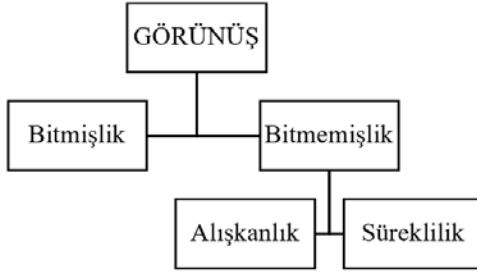 GÖRÜNÜŞ
Bitmişlik
Bitmemişlik
Alışkanlık
Süreklilik